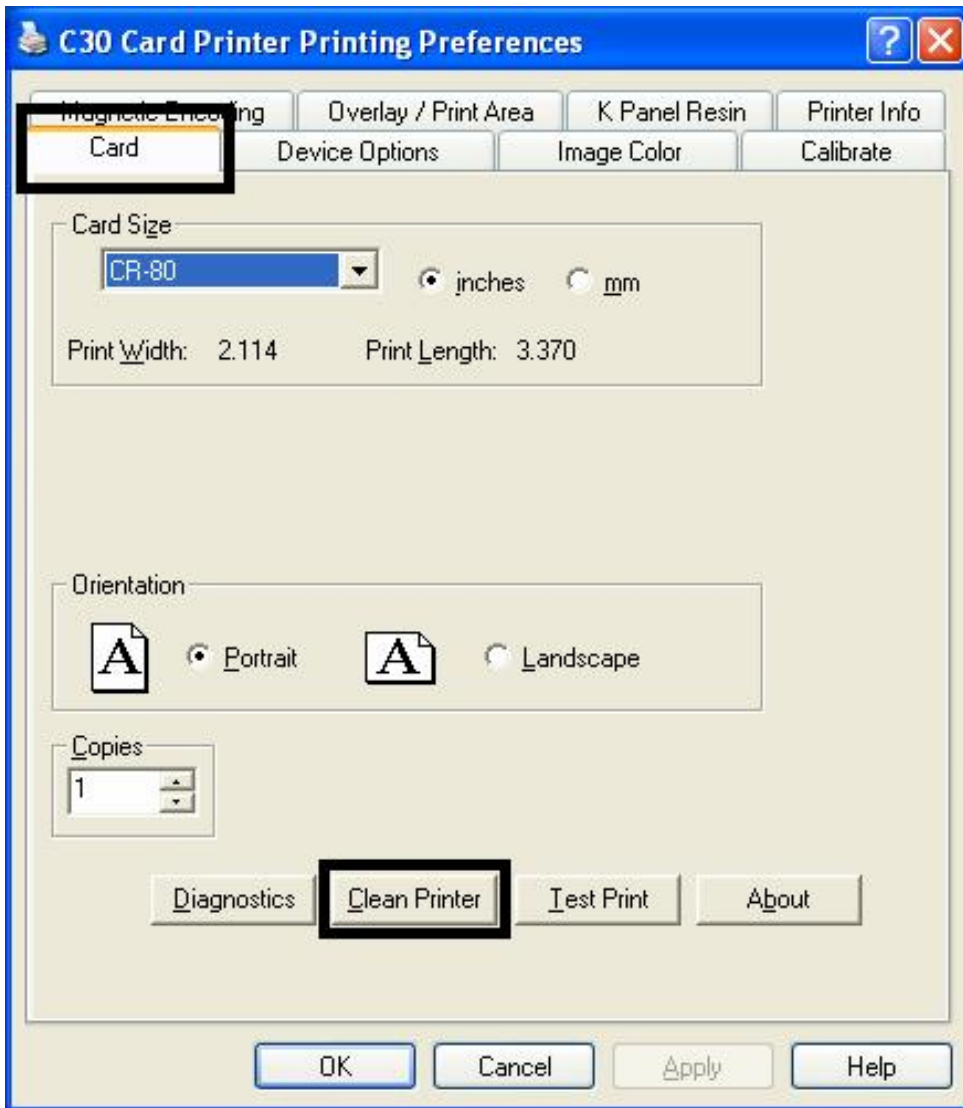 C30 Card Printer Printing Preferences
Magnetic Encoding Overlay / Print Area K Panel Resin Printer Info
Card Device Options Image Color Calibrate
Card Size
CR-80 inches mm
Print Width: 2.114 Print Length: 3.370
Orientation
A Portrait A Landscape
Copies
1
Diagnostics Clean Printer Test Print About
OK Cancel Apply Help